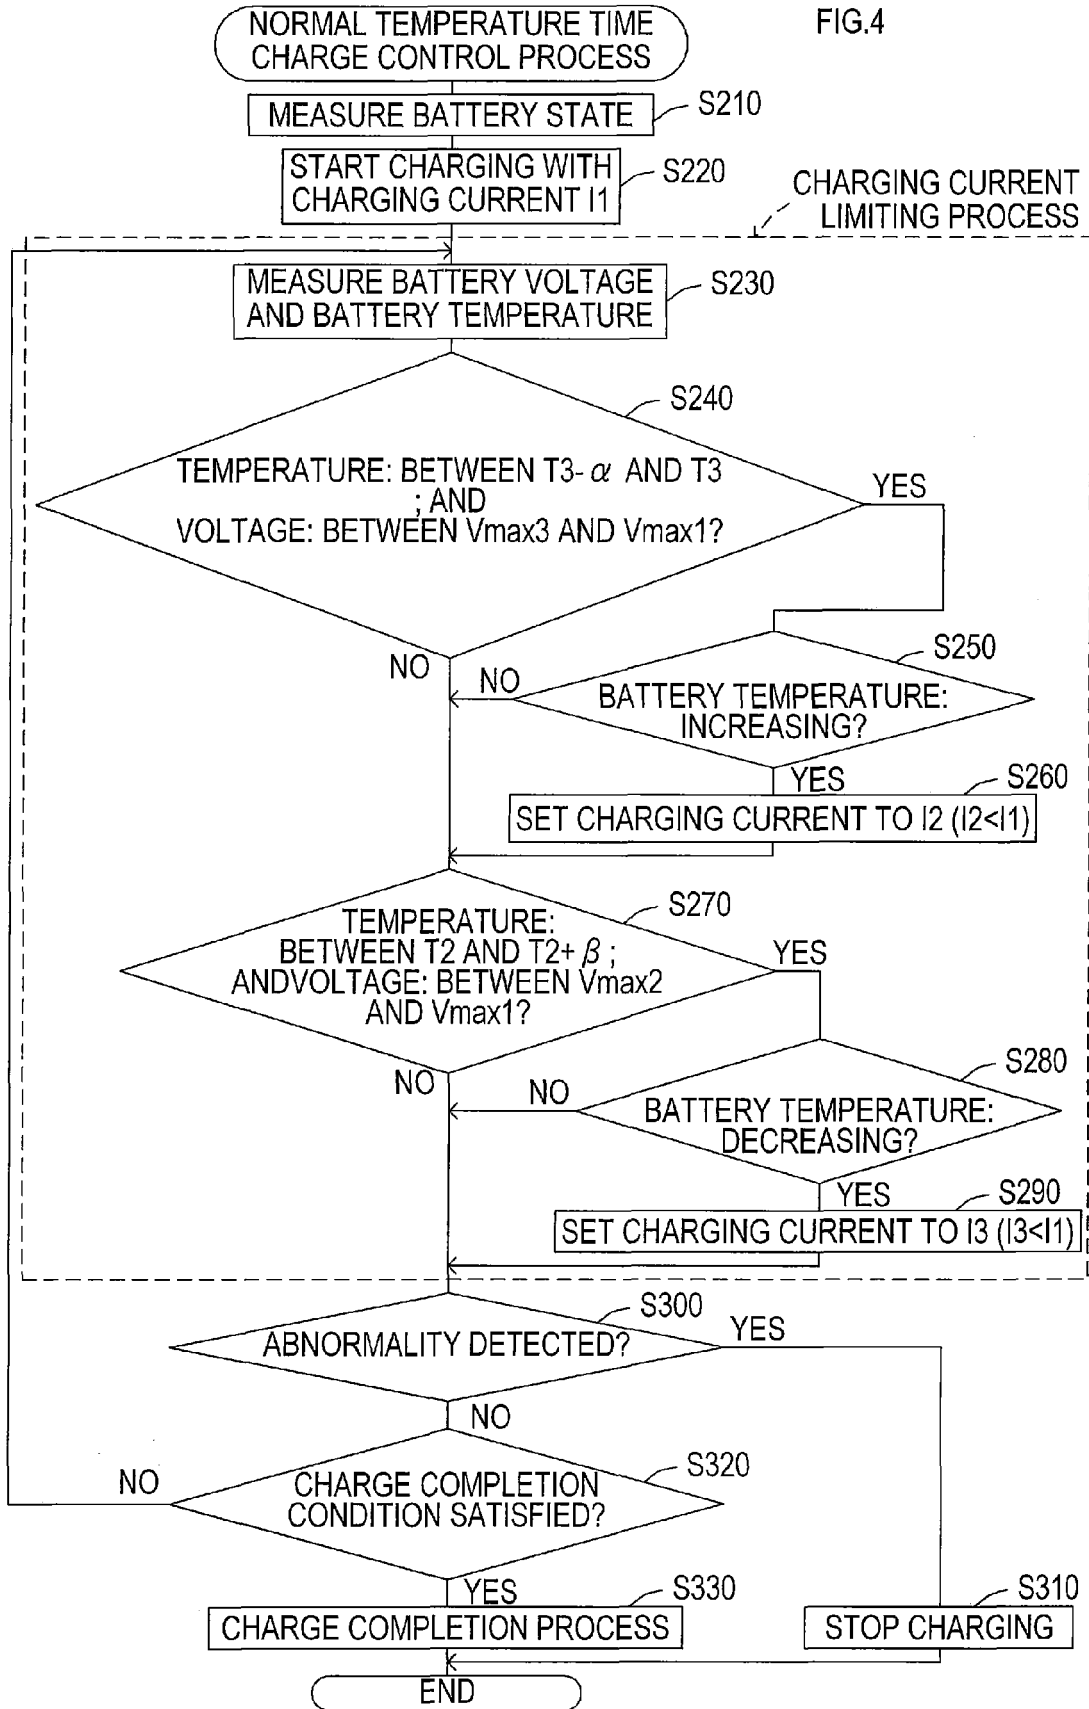 FIG.4
NORMAL TEMPERATURE TIME
CHARGE CONTROL PROCESS
MEASURE BATTERY STATE
S210
START CHARGING WITH
CHARGING CURRENT I1
S220
CHARGING CURRENT
LIMITING PROCESS
MEASURE BATTERY VOLTAGE
AND BATTERY TEMPERATURE
S230
S240
TEMPERATURE: BETWEEN T3- α AND T3
; AND
VOLTAGE: BETWEEN Vmax3 AND Vmax1?
YES
NO
S250
NO
BATTERY TEMPERATURE:
INCREASING?
YES
S260
SET CHARGING CURRENT TO I2 (I2<I1)
S270
TEMPERATURE:
BETWEEN T2 AND T2+ β ;
ANDVOLTAGE: BETWEEN Vmax2
AND Vmax1?
YES
NO
S280
NO
BATTERY TEMPERATURE:
DECREASING?
YES
S290
SET CHARGING CURRENT TO I3 (I3<I1)
S300
ABNORMALITY DETECTED?
YES
NO
S320
NO
CHARGE COMPLETION
CONDITION SATISFIED?
YES
S330
CHARGE COMPLETION PROCESS
S310
STOP CHARGING
END